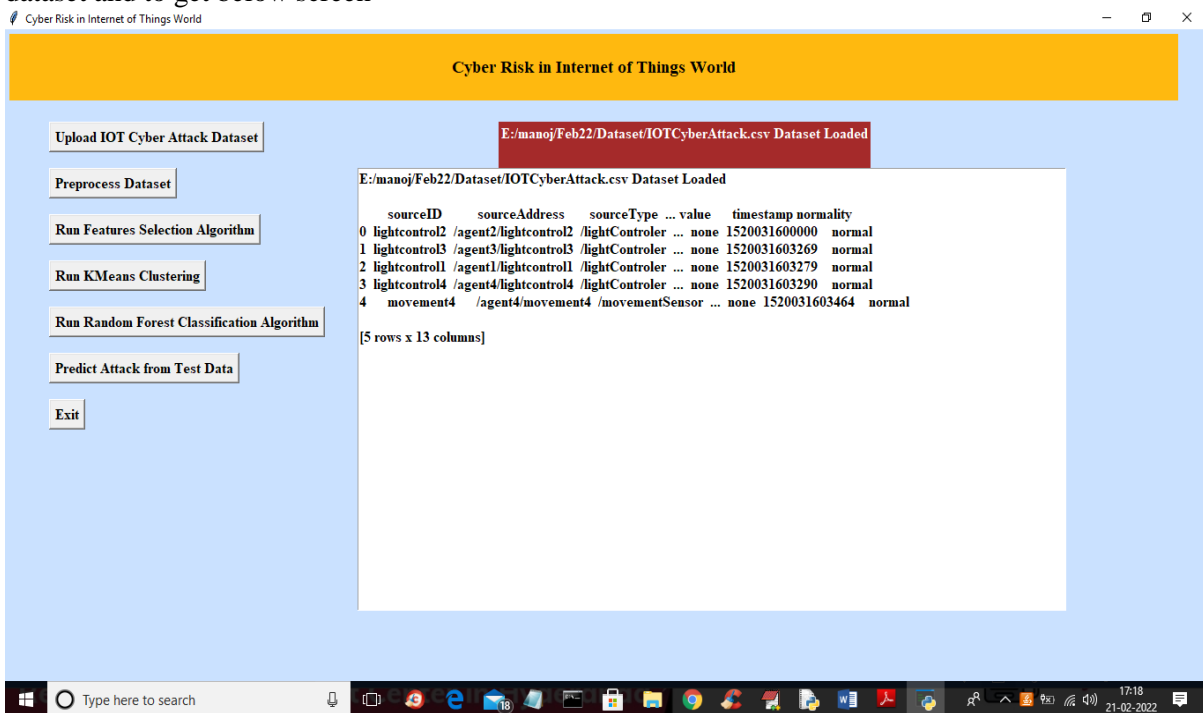 dataset and to get below screen
Cyber Risk in Internet of Things World
Cyber Risk in Internet of Things World
Upload IOT Cyber Attack Dataset
E:/manoj/Feb22/Dataset/IOTCyberAttack.csv Dataset Loaded
Preprocess Dataset
Run Features Selection Algorithm
Run KMeans Clustering
Run Random Forest Classification Algorithm
Predict Attack from Test Data
Exit
E:/manoj/Feb22/Dataset/IOTCyberAttack.csv Dataset Loaded
sourceID sourceAddress sourceType ... value timestamp normality
0 lightcontrol2 /agent2/lightcontrol2 /lightControler ... none 1520031600000 normal
1 lightcontrol3 /agent3/lightcontrol3 /lightControler ... none 1520031603269 normal
2 lightcontrol1 /agent1/lightcontrol1 /lightControler ... none 1520031603279 normal
3 lightcontrol4 /agent4/lightcontrol4 /lightControler ... none 1520031603290 normal
4 movement4 /agent4/movement4 /movementSensor ... none 1520031603464 normal
[5 rows x 13 columns]
Type here to search
18
17:18
21-02-2022